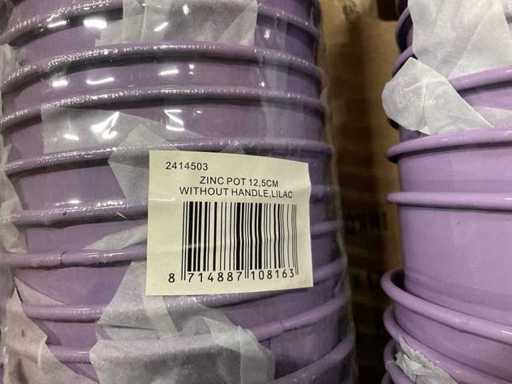 2414503
ZINC POT 12,5CM
WITHOUT HANDLE,LILAC
8 714887 108163